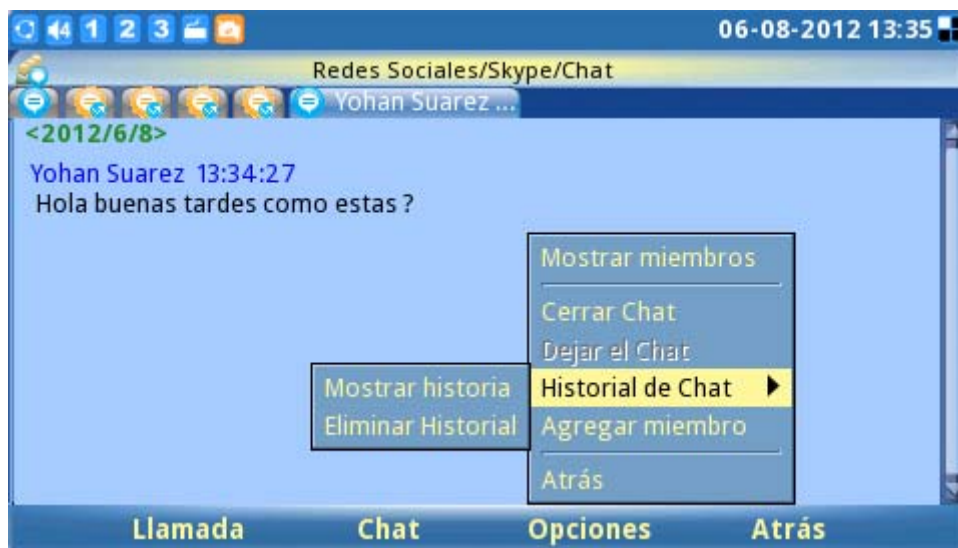 4 1 2 3 06-08-2012 13:35
Redes Sociales/Skype/Chat
Yohan Suarez ...
<2012/6/8>
Yohan Suarez 13:34:27
Hola buenas tardes como estas ?
Mostrar miembros
Cerrar Chat
Dejar el Chat
Historial de Chat
Agregar miembro
Atrás
Mostrar historia
Eliminar Historial
Llamada Chat Opciones Atrás